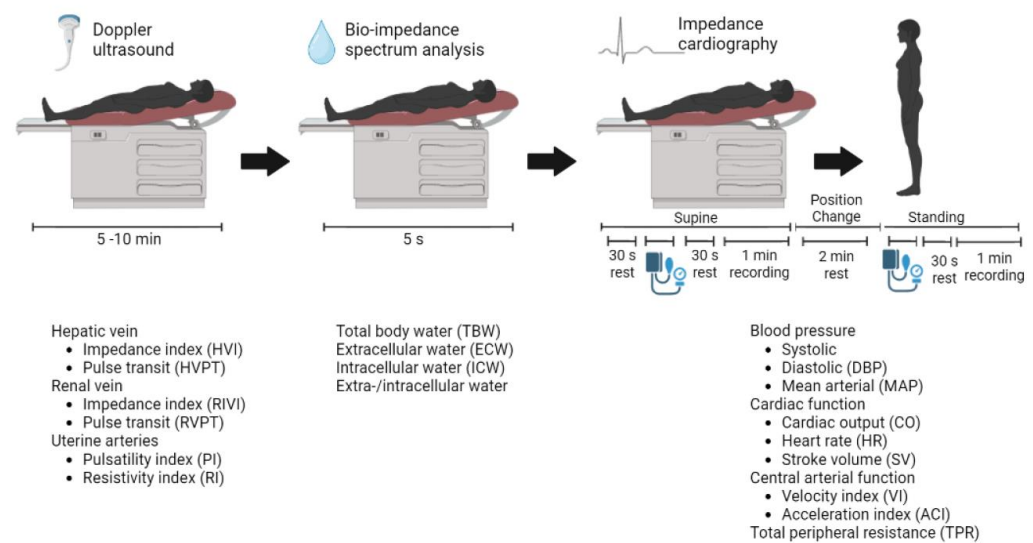 Doppler
ultrasound
Bio-impedance
spectrum analysis
Impedance
cardiography
5 -10 min
5 s
Supine
Position
Change
Standing
30 s
rest
30 s
rest
1 min
recording
2 min
rest
30 s
rest
1 min
recording
Hepatic vein
• Impedance index (HVI)
• Pulse transit (HVPT)
Renal vein
• Impedance index (RIVI)
• Pulse transit (RVPT)
Uterine arteries
• Pulsatility index (PI)
• Resistivity index (RI)
Total body water (TBW)
Extracellular water (ECW)
Intracellular water (ICW)
Extra-/intracellular water
Blood pressure
• Systolic
• Diastolic (DBP)
• Mean arterial (MAP)
Cardiac function
• Cardiac output (CO)
• Heart rate (HR)
• Stroke volume (SV)
Central arterial function
• Velocity index (VI)
• Acceleration index (ACI)
Total peripheral resistance (TPR)